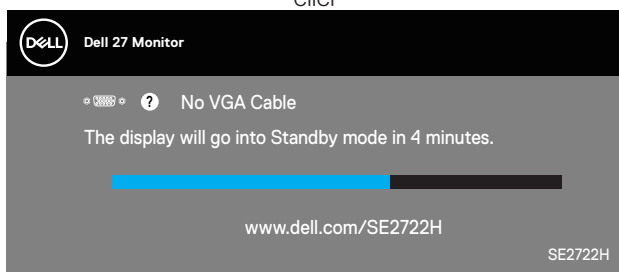 DELL
Dell 27 Monitor
? No VGA Cable
The display will go into Standby mode in 4 minutes.
www.dell.com/SE2722H
SE2722H